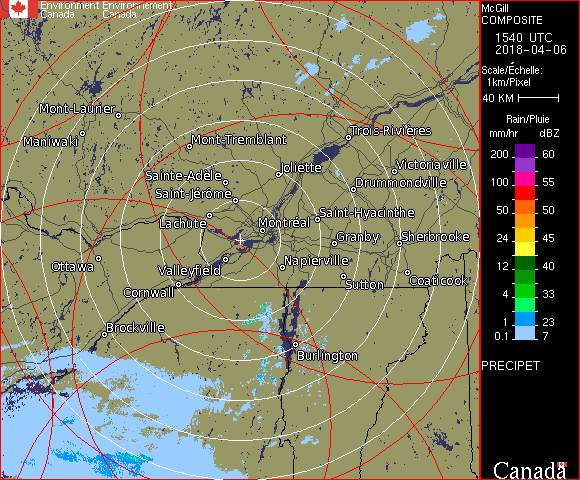 Environment Environnement
Canada Canada
McGill
COMPOSITE
1540 UTC
2018-04-06
Scale/Échelle:
1km/Pixel
40 KM
Rain/Pluie
mm/hr dBZ
200 60
100 55
50 50
24 45
12 40
4 33
1 23
0.1 7
PRECIPET
Canada
Mont-Laurier
Maniwaki
Mont-Tremblant
Trois-Rivières
Sainte-Adèle
Joliette
Victoriaville
Saint-Jérôme
Drummondville
Lachute
Montréal
Saint-Hyacinthe
Granby
Sherbrooke
Ottawa
Valleyfield
Napierville
Cornwall
Sutton
Coaticook
Brockville
Burlington